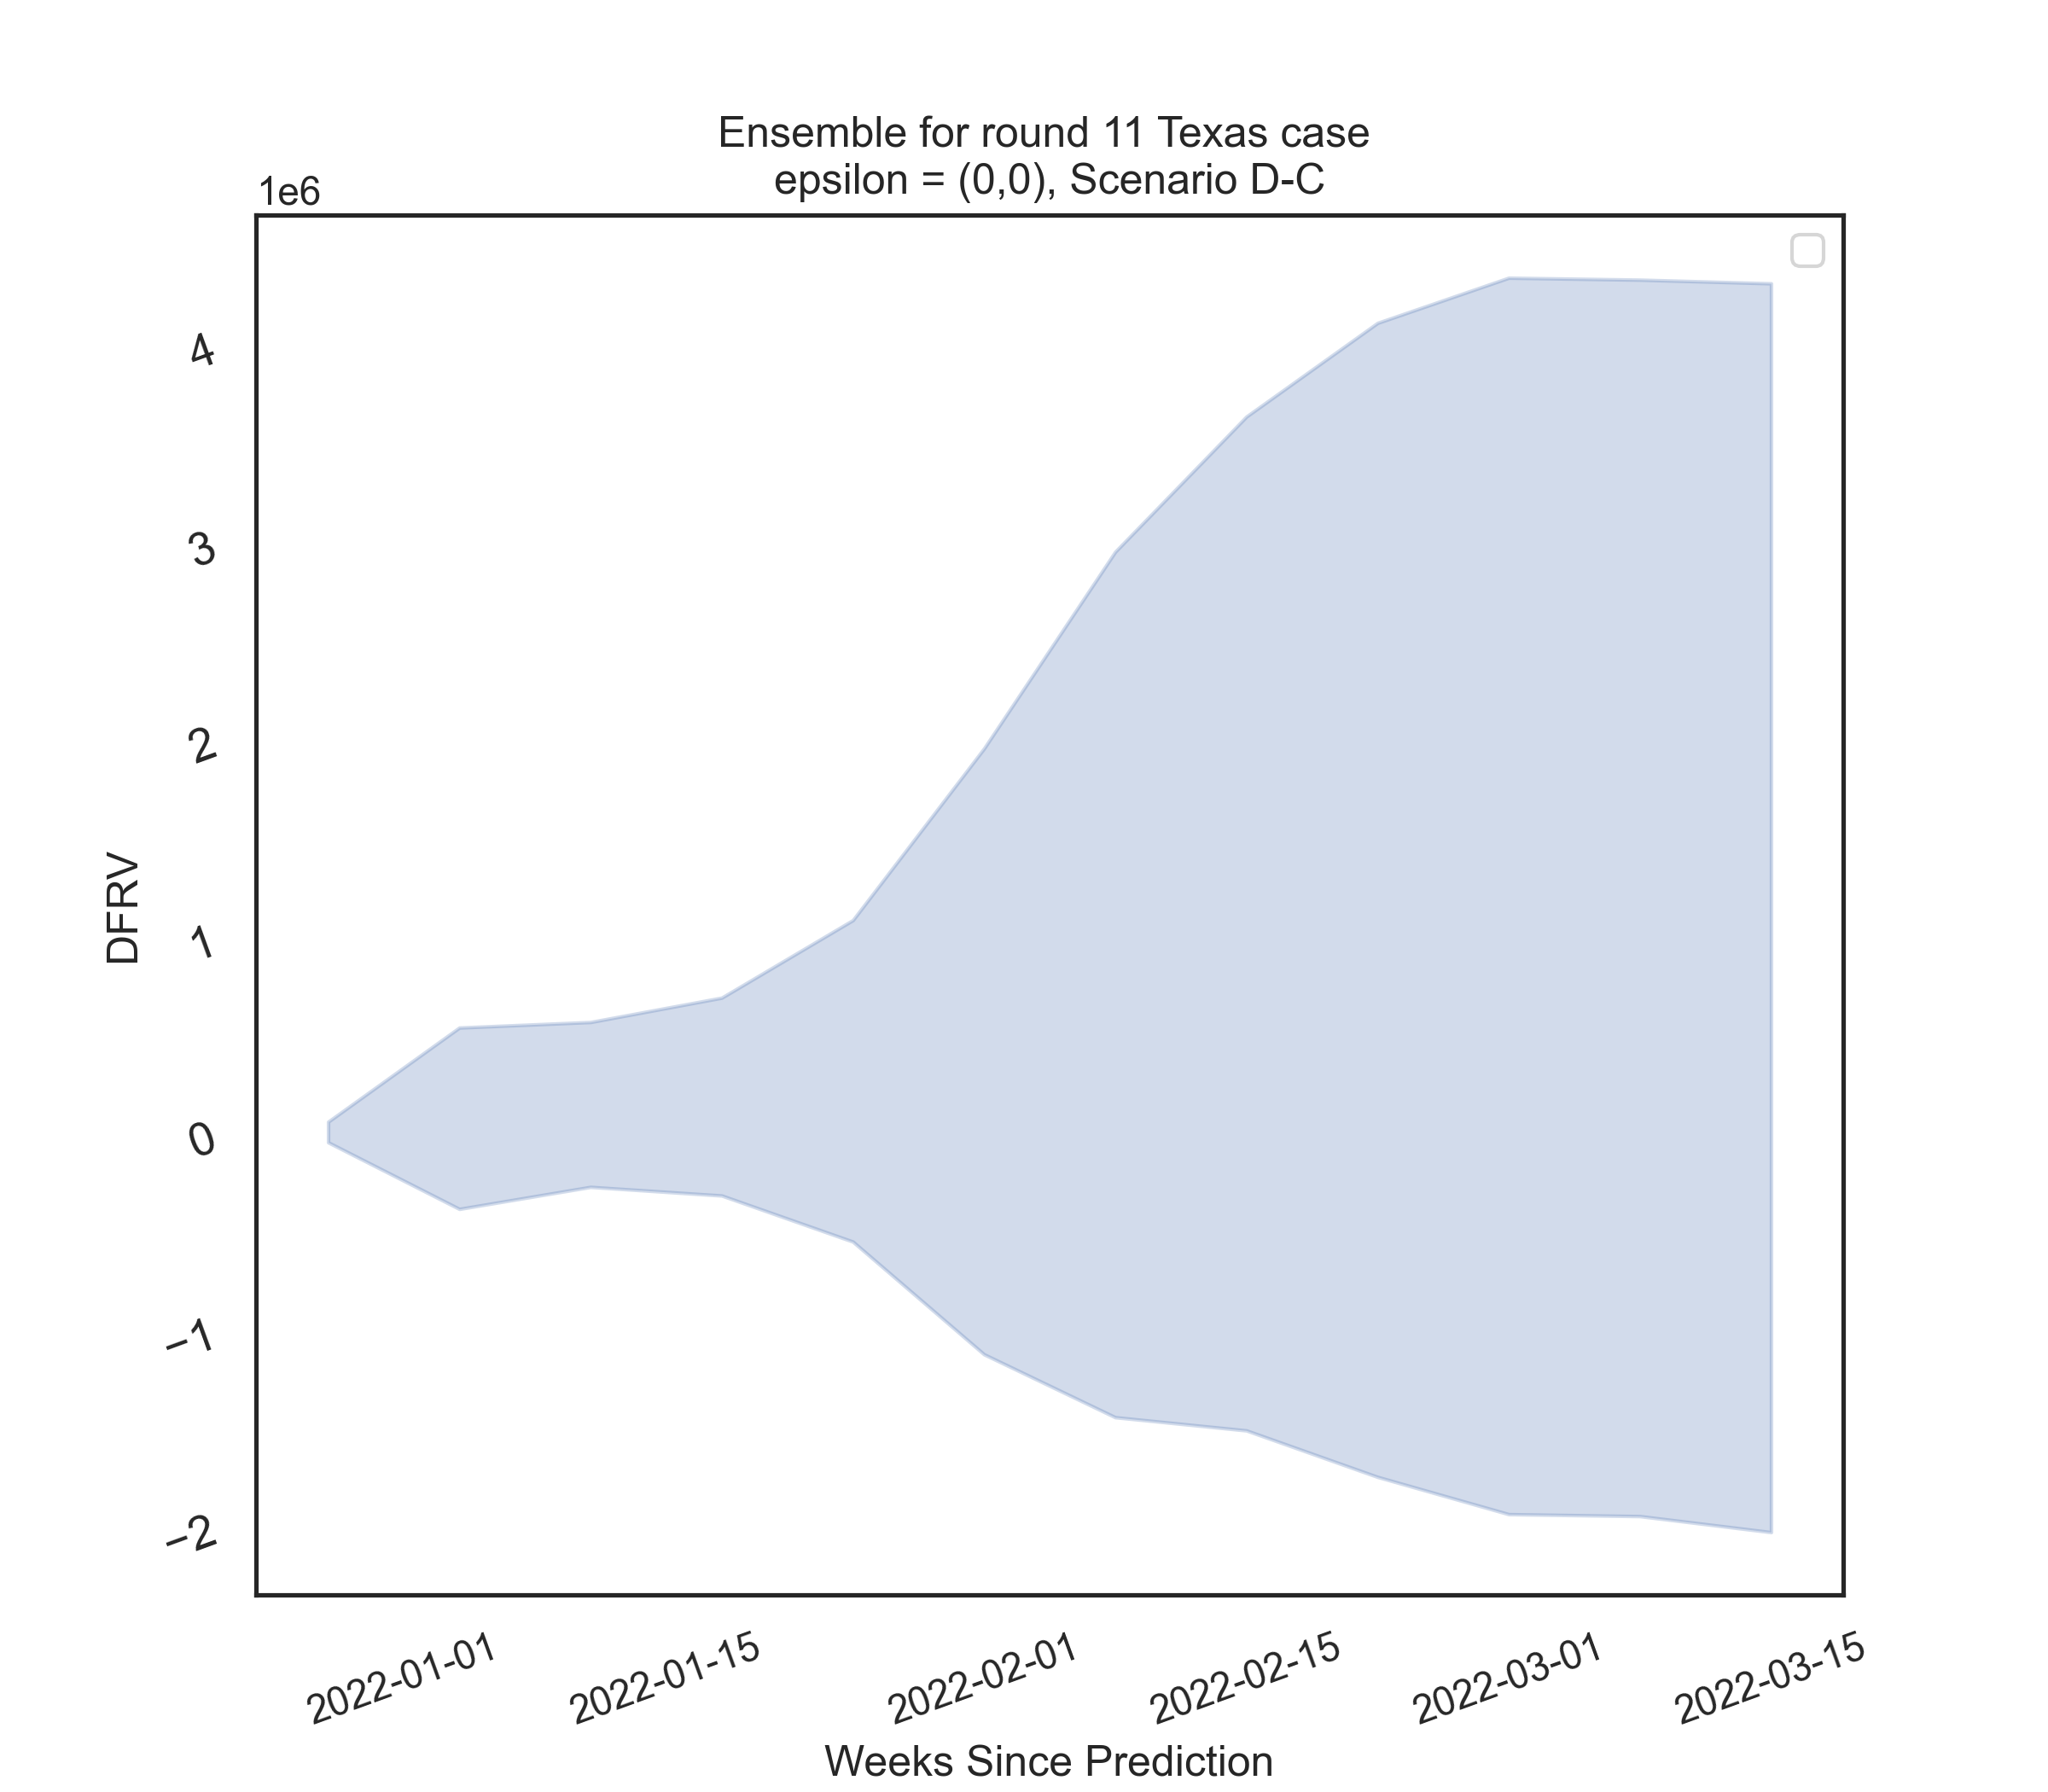 Ensemble for round 11 Texas case
epsilon = (0,0), Scenario D-C
1e6
4
3
2
1
0
−1
−2
DFRV
2022-01-01
2022-01-15
2022-02-01
2022-02-15
2022-03-01
2022-03-15
Weeks Since Prediction